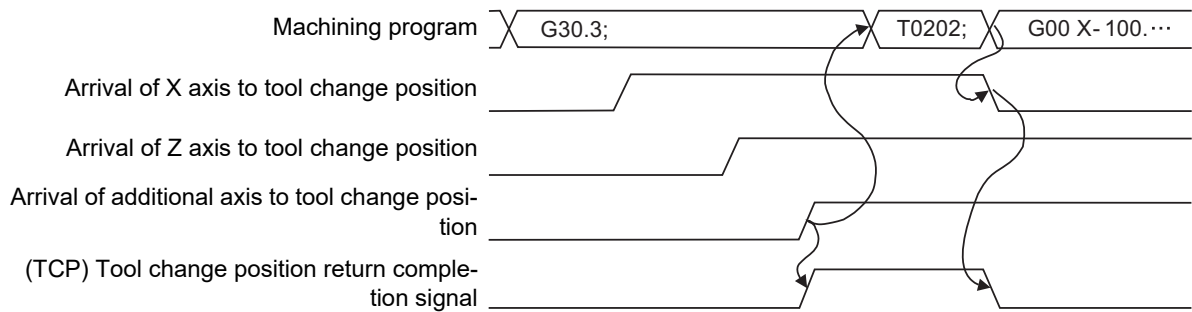 Machining program
G30.3;
T0202;
G00 X- 100. ···
Arrival of X axis to tool change position
Arrival of Z axis to tool change position
Arrival of additional axis to tool change posi-
tion
(TCP) Tool change position return comple-
tion signal